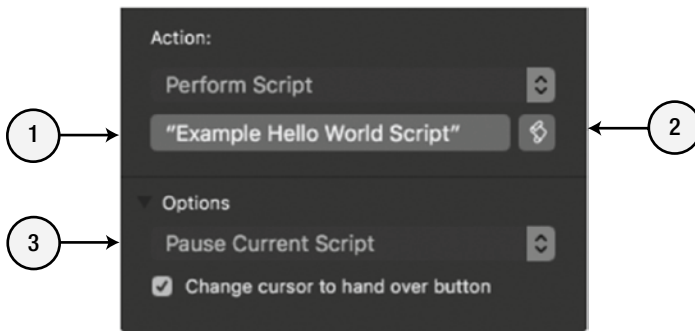 Action:
Perform Script
1
“Example Hello World Script”
2
Options
3
Pause Current Script
Change cursor to hand over button